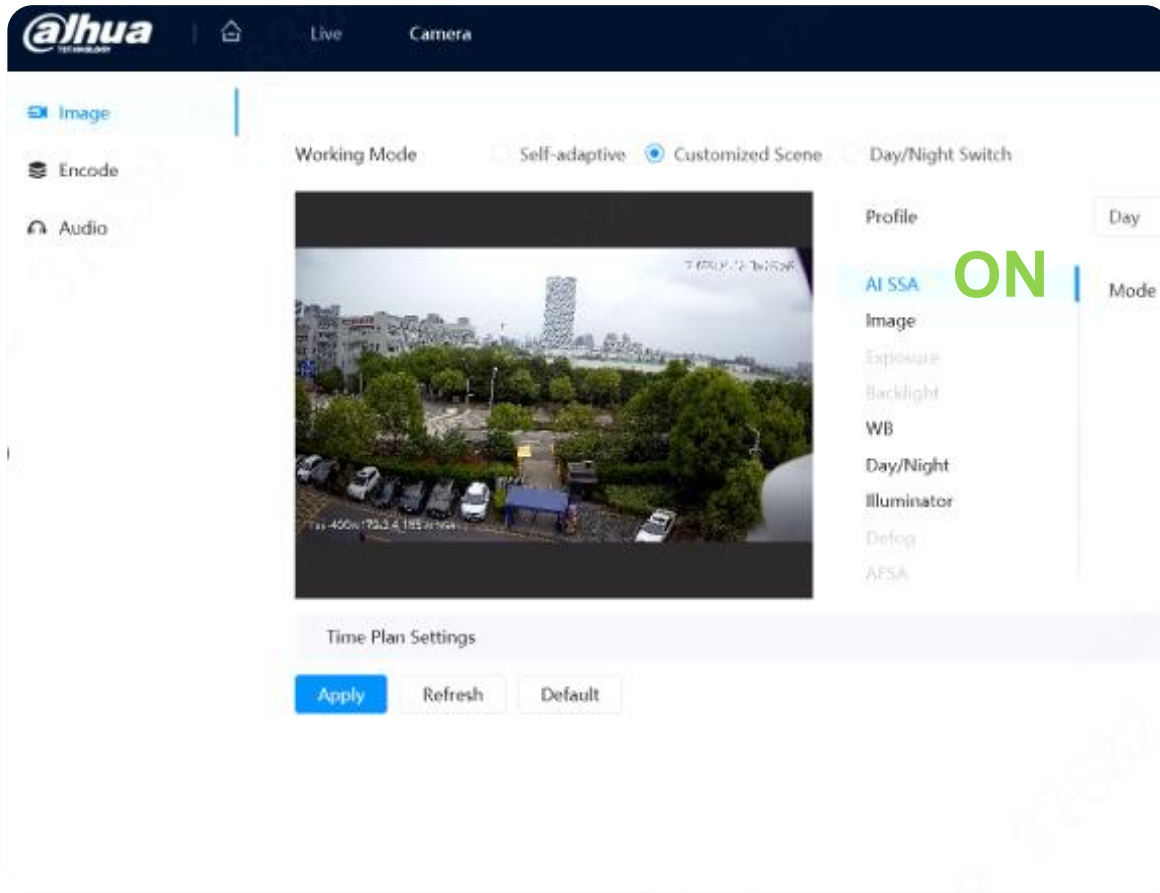 alhua
TECHNOLOGY
Live Camera
Image
Encode
Audio
Working Mode Self-adaptive Customized Scene Day/Night Switch
Profile Day
AI SSA ON Mode
Image
Exposure
Backlight
WB
Day/Night
Illuminator
Defog
AFSA
Time Plan Settings
Apply Refresh Default